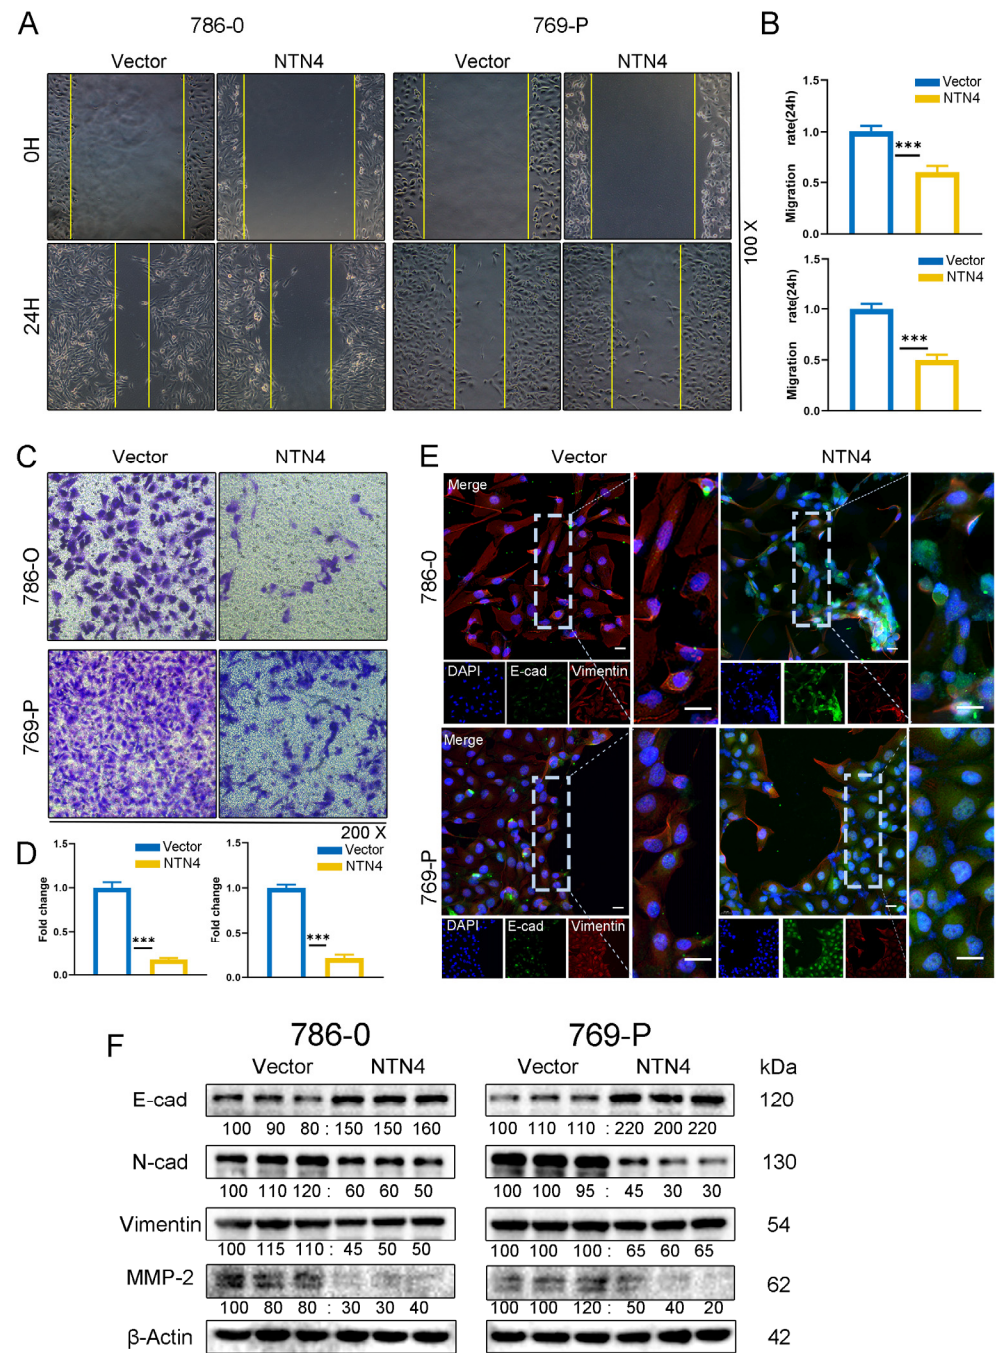 A
786-0
769-P
B
Vector
NTN4
Vector
NTN4
0H
24H
100 X
Vector
NTN4
1.5
1.0
0.5
0.0
Migration rate(24h)
***
Vector
NTN4
1.5
1.0
0.5
0.0
Migration rate(24h)
***
C
Vector
NTN4
786-O
769-P
200 X
D
Vector
NTN4
1.5
1.0
0.5
0.0
Fold change
***
Vector
NTN4
1.5
1.0
0.5
0.0
Fold change
***
E
Vector
NTN4
786-0
Merge
DAPI
E-cad
Vimentin
769-P
Merge
DAPI
E-cad
Vimentin
F
786-0
769-P
Vector
NTN4
Vector
NTN4
kDa
E-cad
120
100 90 80 : 150 150 160
100 110 110 : 220 200 220
N-cad
130
100 110 120 : 60 60 50
100 100 95 : 45 30 30
Vimentin
54
100 115 110 : 45 50 50
100 100 100 : 65 60 65
MMP-2
62
100 80 80 : 30 30 40
100 100 120 : 50 40 20
β-Actin
42